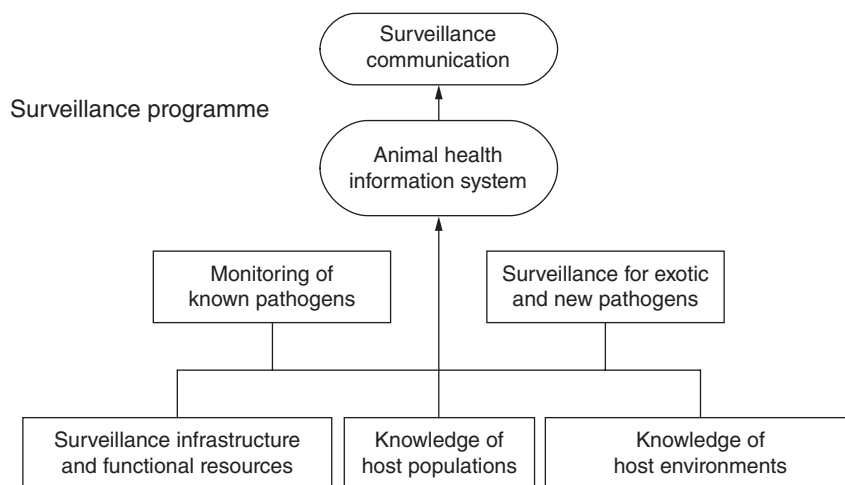 Surveillance
communication
Surveillance programme
Animal health
information system
Monitoring of
known pathogens
Surveillance for exotic
and new pathogens
Surveillance infrastructure
and functional resources
Knowledge of
host populations
Knowledge of
host environments